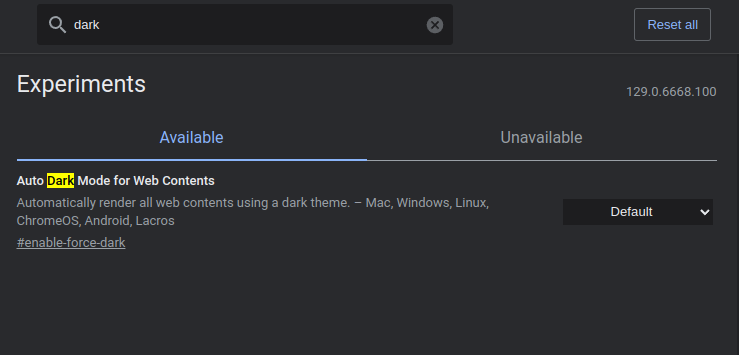 dark
Reset all
Experiments
129.0.6668.100
Available
Unavailable
Auto Dark Mode for Web Contents
Automatically render all web contents using a dark theme. – Mac, Windows, Linux,
ChromeOS, Android, Lacros
#enable-force-dark
Default